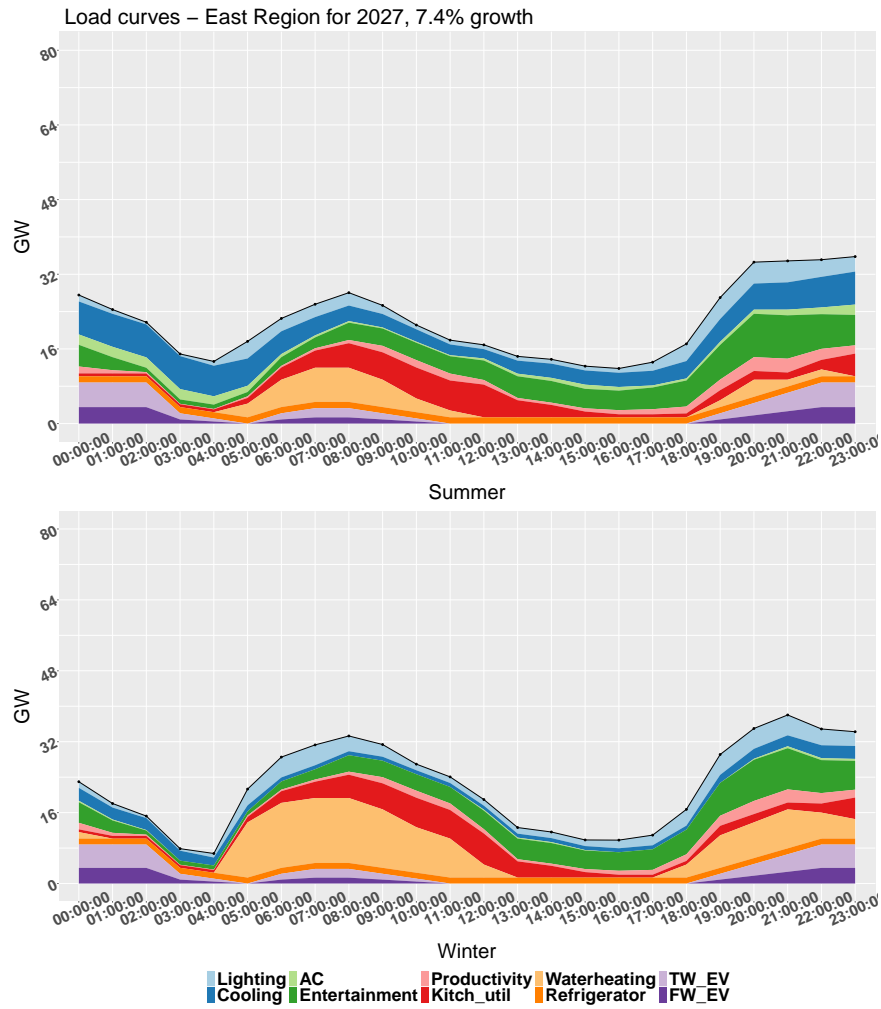 Load curves – East Region for 2027, 7.4% growth
80
64
48
32
16
0
GW
00:00:00 01:00:00 02:00:00 03:00:00 04:00:00 05:00:00 06:00:00 07:00:00 08:00:00 09:00:00 10:00:00 11:00:00 12:00:00 13:00:00 14:00:00 15:00:00 16:00:00 17:00:00 18:00:00 19:00:00 20:00:00 21:00:00 22:00:00 23:00:00
Summer
80
64
48
32
16
0
GW
00:00:00 01:00:00 02:00:00 03:00:00 04:00:00 05:00:00 06:00:00 07:00:00 08:00:00 09:00:00 10:00:00 11:00:00 12:00:00 13:00:00 14:00:00 15:00:00 16:00:00 17:00:00 18:00:00 19:00:00 20:00:00 21:00:00 22:00:00 23:00:00
Winter
Lighting AC Productivity Waterheating TW_EV
Cooling Entertainment Kitch_util Refrigerator FW_EV